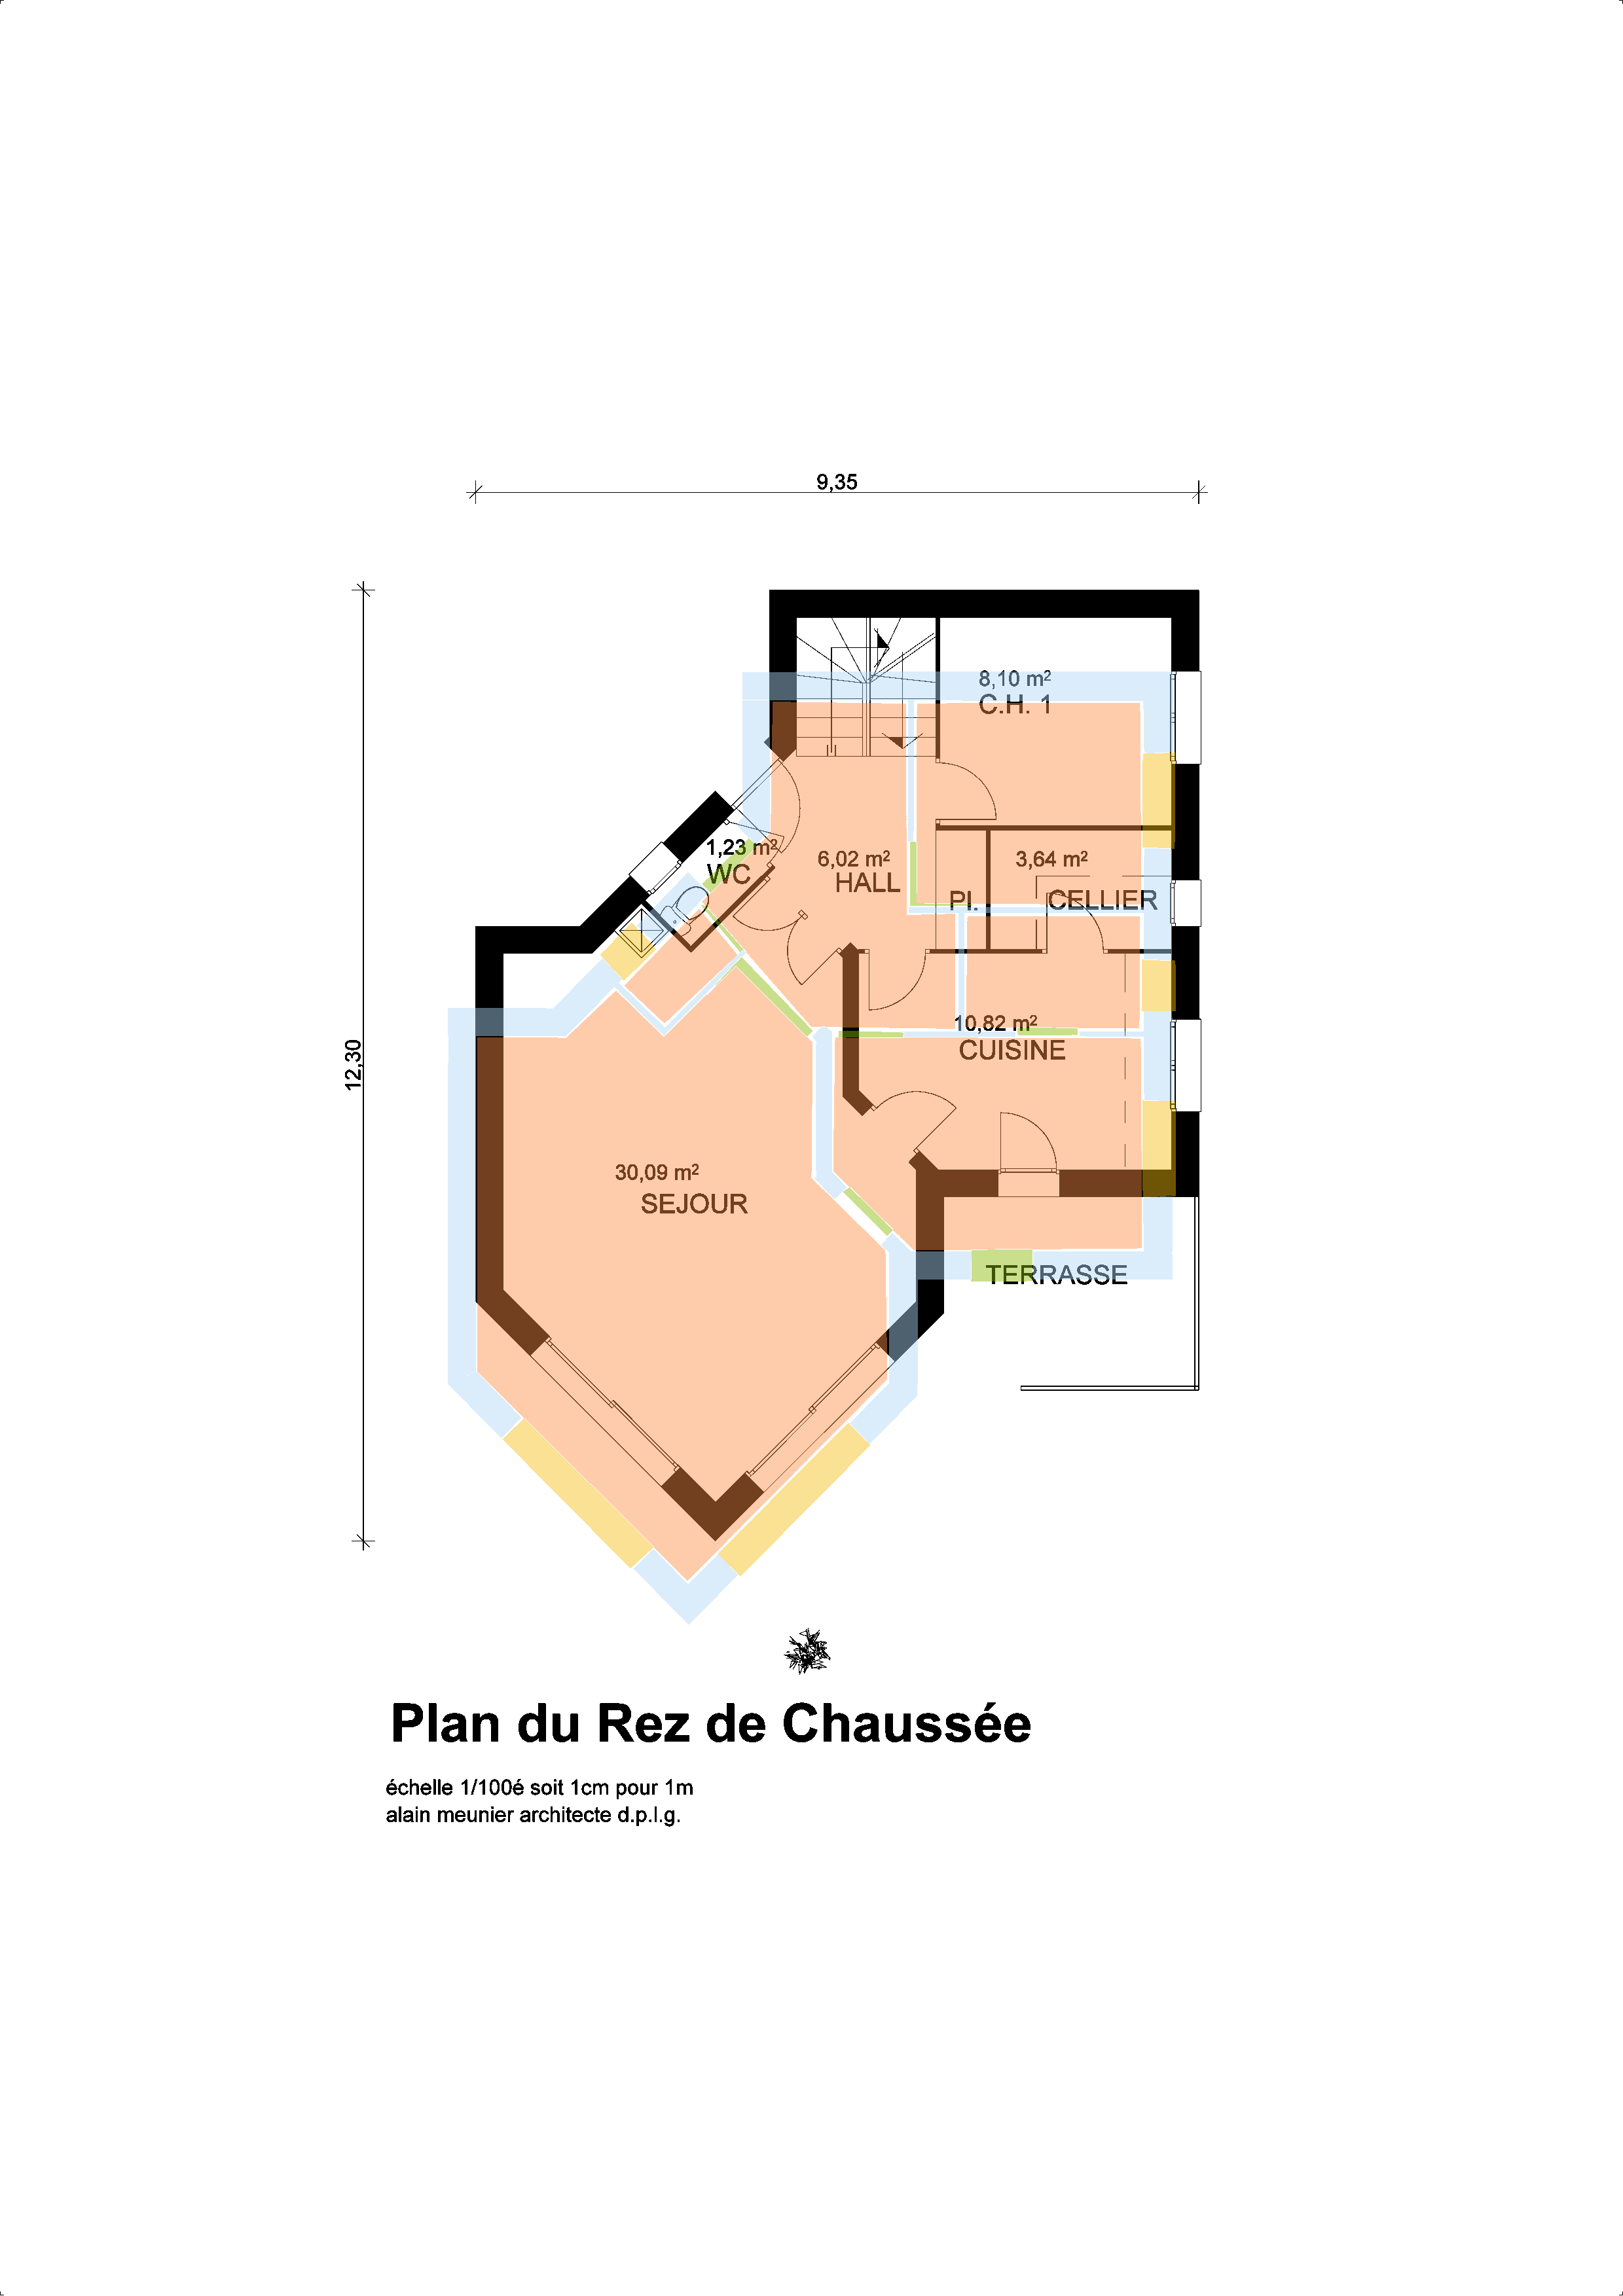 9,35
12,30
8,10 m²
C.H. 1
1,23 m²
WC
6,02 m²
HALL
3,64 m²
Pl.
CELLIER
10,82 m²
CUISINE
30,09 m²
SEJOUR
TERRASSE
Plan du Rez de Chaussée
échelle 1/100é soit 1cm pour 1m
alain meunier architecte d.p.l.g.